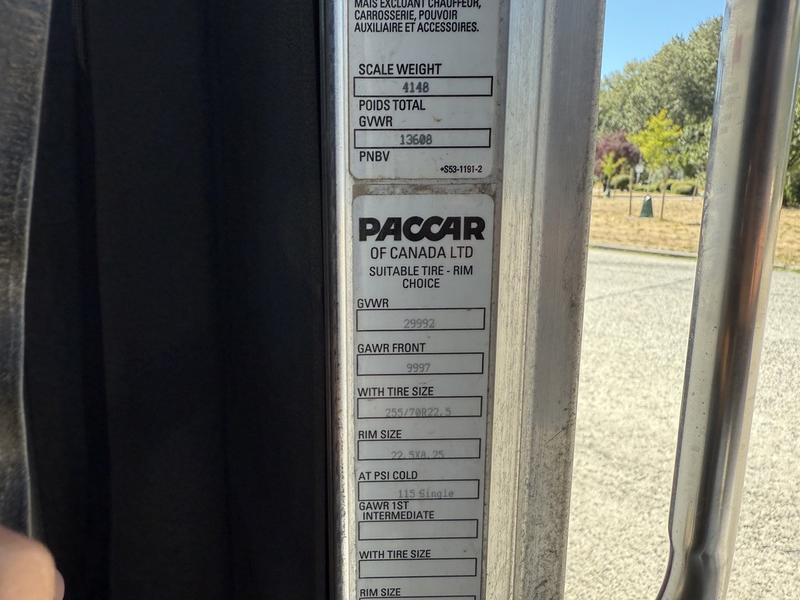 MAIS EXCLUANT CHAUFFEUR,
CARROSSERIE, POUVOIR
AUXILIAIRE ET ACCESSOIRES.
SCALE WEIGHT
4148
POIDS TOTAL
GVWR
13608
PNBV
*S53-1191-2
PACCAR
OF CANADA LTD
SUITABLE TIRE - RIM
CHOICE
GVWR
29992
GAWR FRONT
9997
WITH TIRE SIZE
255/70R22.5
RIM SIZE
22.5X8.25
AT PSI COLD
115 Single
GAWR 1ST
INTERMEDIATE
WITH TIRE SIZE
RIM SIZE